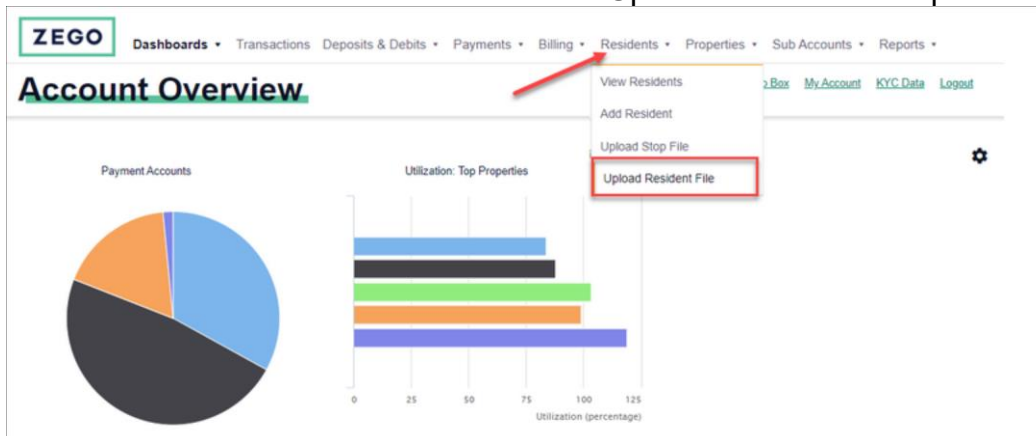 ZEGO
Dashboards Transactions Deposits & Debits Payments Billing Residents Properties Sub Accounts Reports
Account Overview
Box My Account KYC Data Logout
View Residents
Add Resident
Upload Stop File
Upload Resident File
Payment Accounts
Utilization: Top Properties
0 25 50 75 100 125
Utilization (percentage)